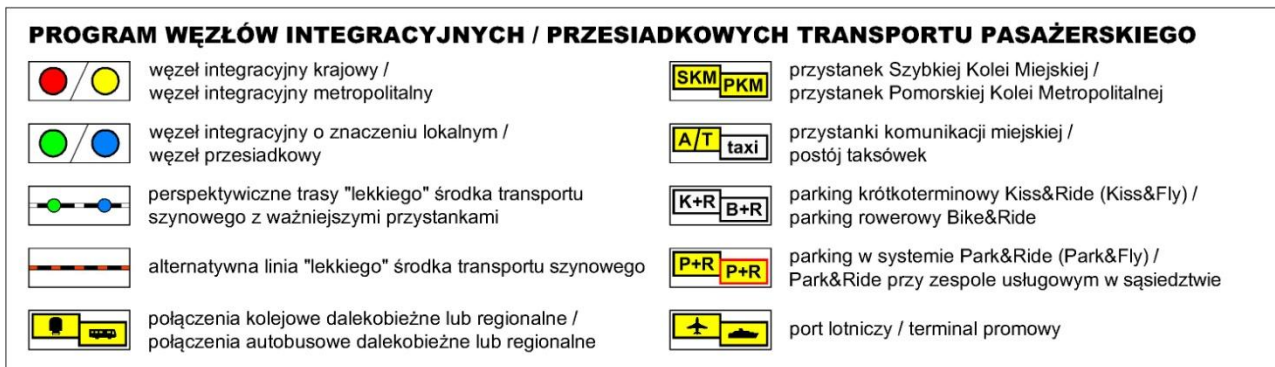 PROGRAM WĘZŁÓW INTEGRACYJNYCH / PRZESIADKOWYCH TRANSPORTU PASAŻERSKIEGO
węzeł integracyjny krajowy /
węzeł integracyjny metropolitalny
węzeł integracyjny o znaczeniu lokalnym /
węzeł przesiadkowy
perspektywiczne trasy "lekkiego" środka transportu
szynowego z ważniejszymi przystankami
alternatywna linia "lekkiego" środka transportu szynowego
połączenia kolejowe dalekobieżne lub regionalne /
połączenia autobusowe dalekobieżne lub regionalne
SKM PKM
przystanek Szybkiej Kolei Miejskiej /
przystanek Pomorskiej Kolei Metropolitalnej
A/T taxi
przystanki komunikacji miejskiej /
postój taksówek
K+R B+R
parking krótkoterminowy Kiss&Ride (Kiss&Fly) /
parking rowerowy Bike&Ride
P+R P+R
parking w systemie Park&Ride (Park&Fly) /
Park&Ride przy zespole usługowym w sąsiedztwie
port lotniczy / terminal promowy